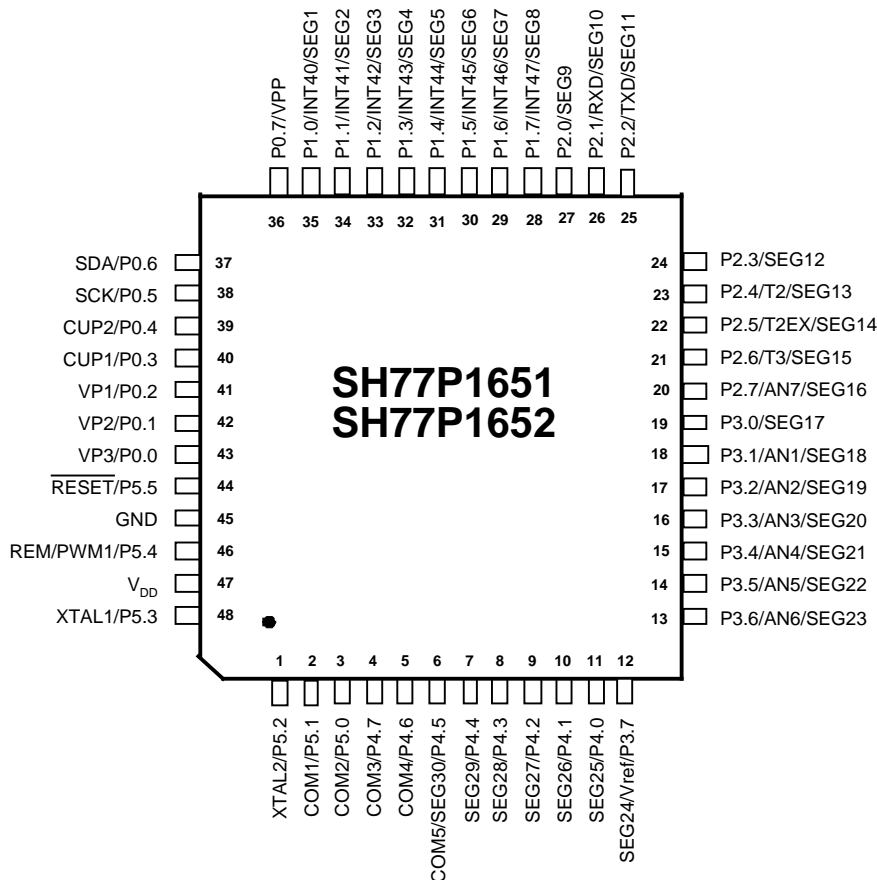 P0.7/VPP
P1.0/INT40/SEG1
P1.1/INT41/SEG2
P1.2/INT42/SEG3
P1.3/INT43/SEG4
P1.4/INT44/SEG5
P1.5/INT45/SEG6
P1.6/INT46/SEG7
P1.7/INT47/SEG8
P2.0/SEG9
P2.1/RXD/SEG10
P2.2/TXD/SEG11
36 35 34 33 32 31 30 29 28 27 26 25
SDA/P0.6 37
SCK/P0.5 38
CUP2/P0.4 39
CUP1/P0.3 40
VP1/P0.2 41
VP2/P0.1 42
VP3/P0.0 43
RESET/P5.5 44
GND 45
REM/PWM1/P5.4 46
VDD 47
XTAL1/P5.3 48
SH77P1651
SH77P1652
24 P2.3/SEG12
23 P2.4/T2/SEG13
22 P2.5/T2EX/SEG14
21 P2.6/T3/SEG15
20 P2.7/AN7/SEG16
19 P3.0/SEG17
18 P3.1/AN1/SEG18
17 P3.2/AN2/SEG19
16 P3.3/AN3/SEG20
15 P3.4/AN4/SEG21
14 P3.5/AN5/SEG22
13 P3.6/AN6/SEG23
1 2 3 4 5 6 7 8 9 10 11 12
XTAL2/P5.2
COM1/P5.1
COM2/P5.0
COM3/P4.7
COM4/P4.6
COM5/SEG30/P4.5
SEG29/P4.4
SEG28/P4.3
SEG27/P4.2
SEG26/P4.1
SEG25/P4.0
SEG24/Vref/P3.7